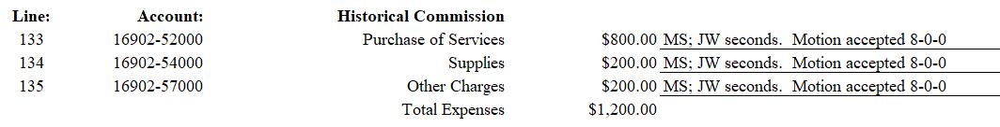 Line: Account: Historical Commission
133 16902-52000 Purchase of Services $800.00 MS; JW seconds. Motion accepted 8-0-0
134 16902-54000 Supplies $200.00 MS; JW seconds. Motion accepted 8-0-0
135 16902-57000 Other Charges $200.00 MS; JW seconds. Motion accepted 8-0-0
Total Expenses $1,200.00